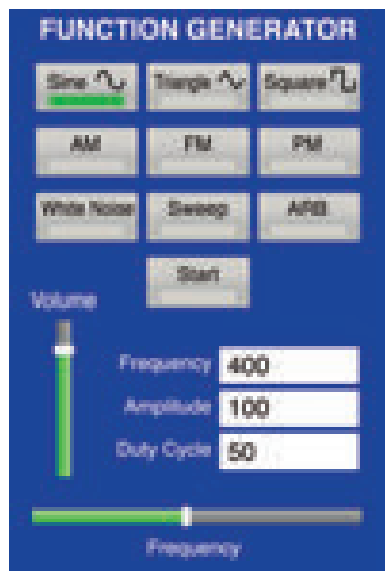 FUNCTION GENERATOR
Sine Triangle Square
AM FM PM
White Noise Sweep ARB
Start
Volume
Frequency 400
Amplitude 100
Duty Cycle 50
Frequency